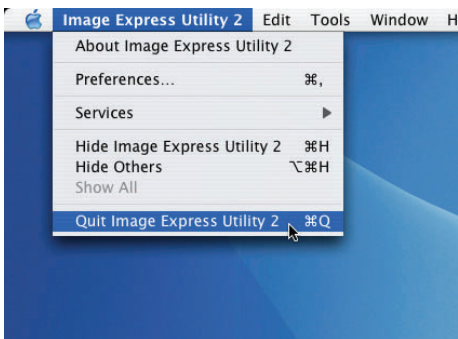 Image Express Utility 2 Edit Tools Window H
About Image Express Utility 2
Preferences... ⌘,
Services ▶
Hide Image Express Utility 2 ⌘H
Hide Others ⌥⌘H
Show All
Quit Image Express Utility 2 ⌘Q